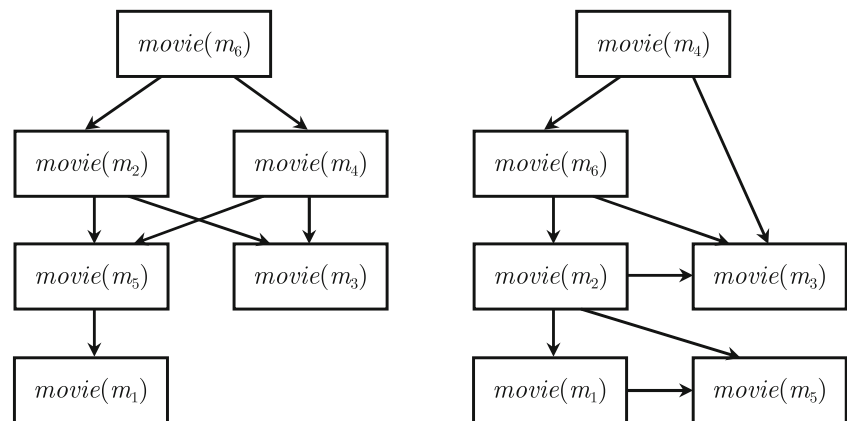 movie(m₆)
movie(m₂)
movie(m₄)
movie(m₅)
movie(m₃)
movie(m₁)
movie(m₄)
movie(m₆)
movie(m₂)
movie(m₃)
movie(m₁)
movie(m₅)